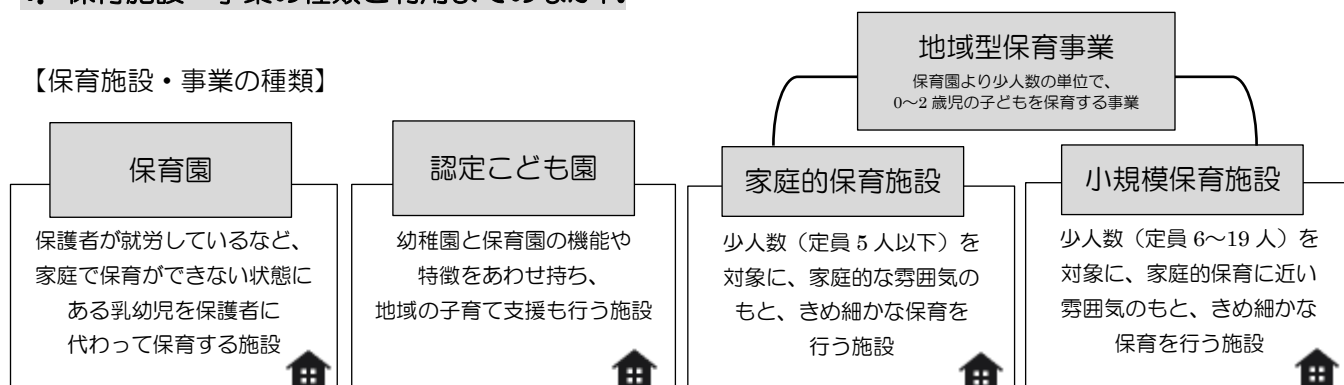 【保育施設・事業の種類】
地域型保育事業
保育園より少人数の単位で、
0～2 歳児の子どもを保育する事業
保育園
保護者が就労しているなど、
家庭で保育ができない状態に
ある乳幼児を保護者に
代わって保育する施設
認定こども園
幼稚園と保育園の機能や
特徴をあわせ持ち、
地域の子育て支援も行う施設
家庭的保育施設
少人数（定員 5 人以下）を
対象に、家庭的な雰囲気の
もと、きめ細かな保育を
行う施設
小規模保育施設
少人数（定員 6～19 人）を
対象に、家庭的保育に近い
雰囲気のもと、きめ細かな
保育を行う施設